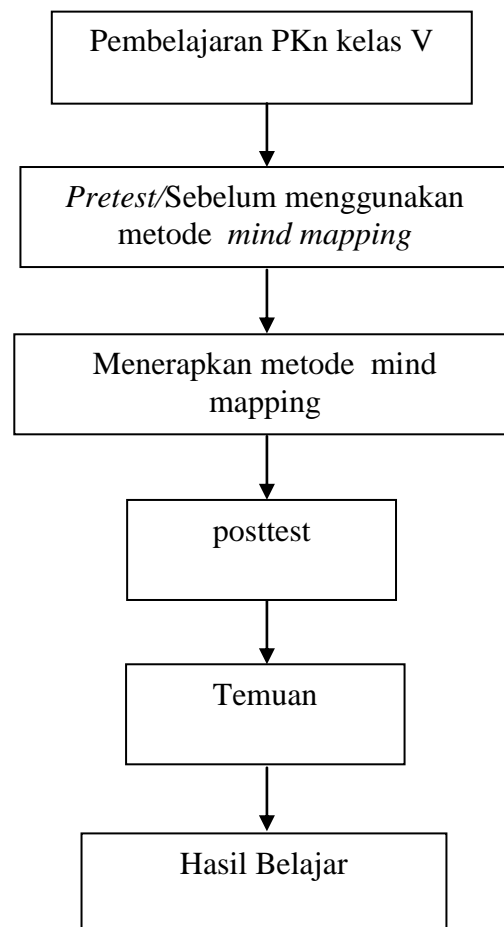 Pembelajaran PKn kelas V
Pretest/Sebelum menggunakan
metode mind mapping
Menerapkan metode mind
mapping
posttest
Temuan
Hasil Belajar